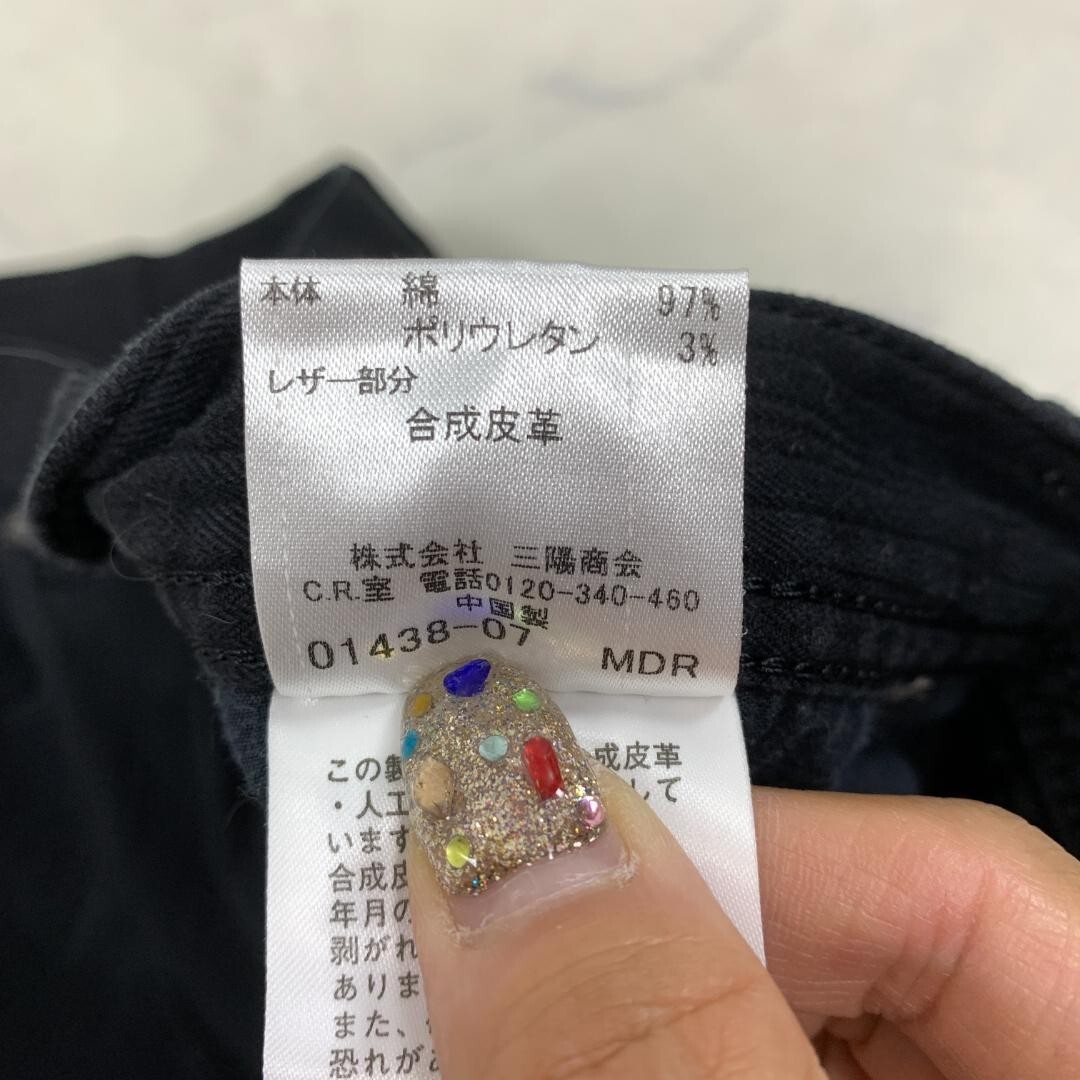 本体 綿 97%
ポリウレタン 3%
レザー部分
合成皮革
株式会社 三陽商会
C.R.室 電話0120-340-460
中国製
01438-07 MDR
この製 成皮革
・人工 して
います
合成皮
年月の
剥がれ
ありま
また、
恐れが